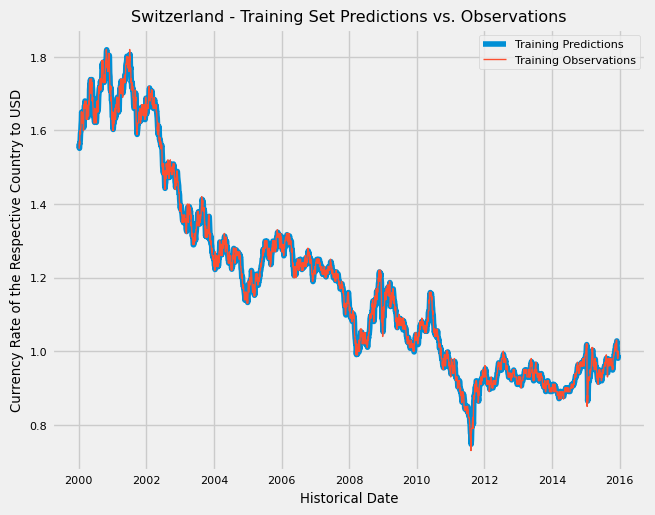 Switzerland - Training Set Predictions vs. Observations
Training Predictions
Training Observations
Currency Rate of the Respective Country to USD
1.8
1.6
1.4
1.2
1.0
0.8
2000 2002 2004 2006 2008 2010 2012 2014 2016
Historical Date